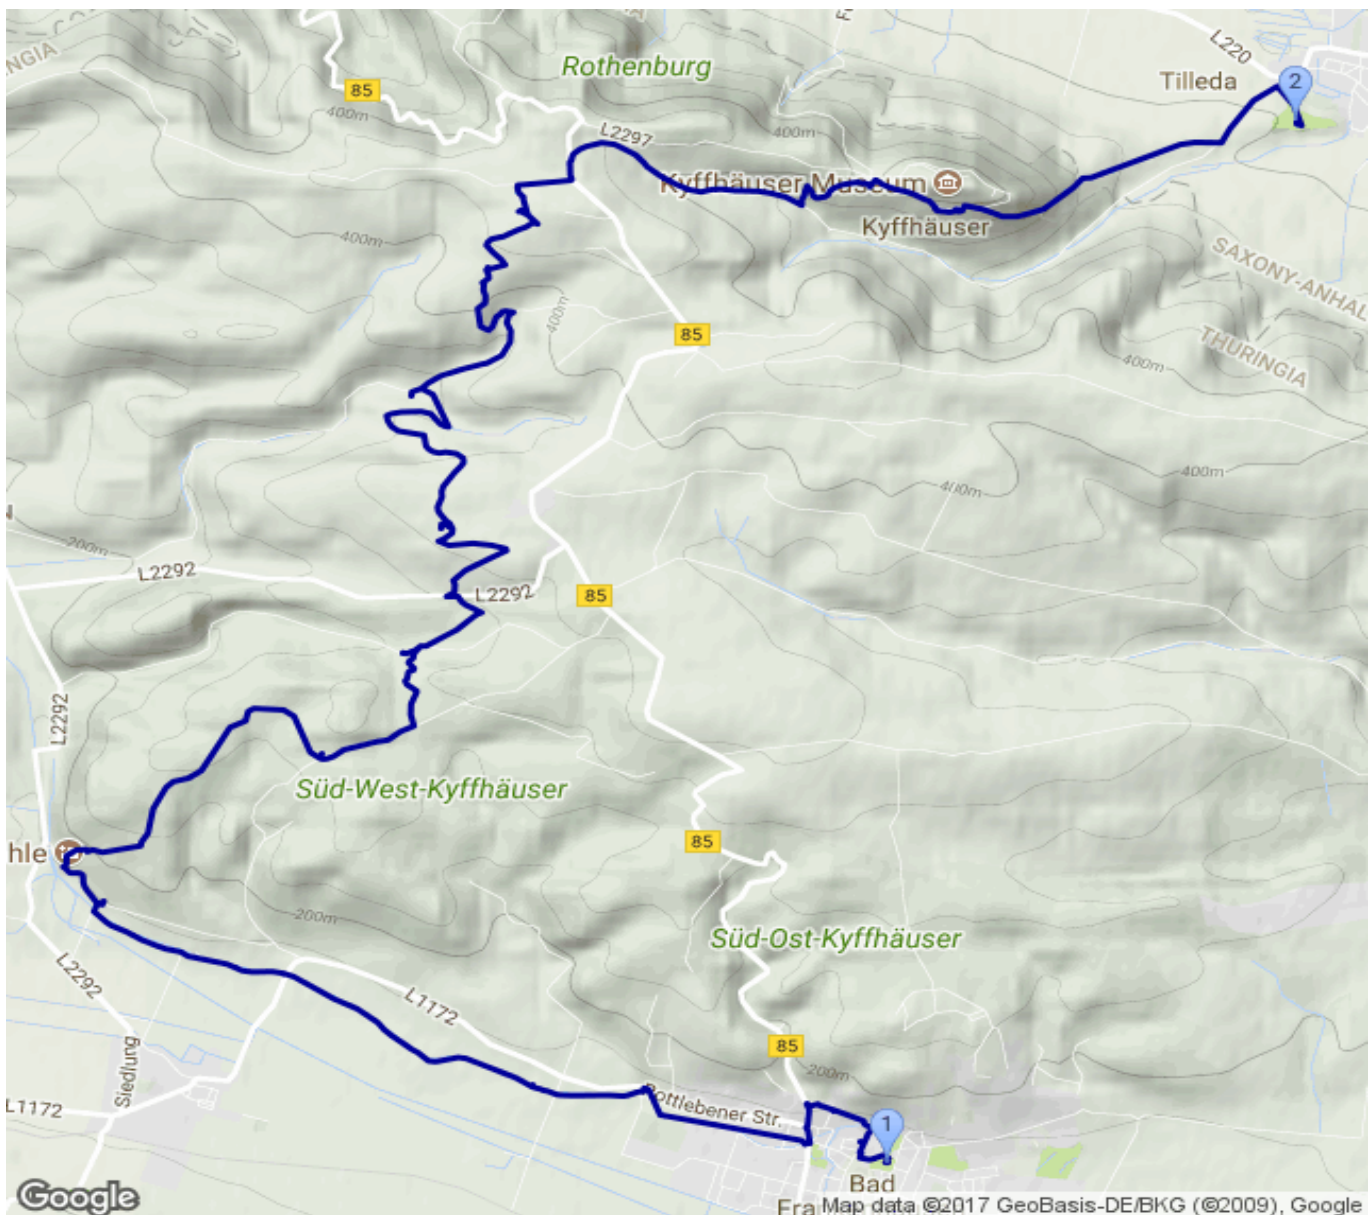 L220
Tilleda
2
Rothenburg
85
400m
L2297
400m
Kyffhäuser Museum
Kyffhäuser
400m
SAXONY-ANHAL
THURINGIA
400m
85
400m
400m
400m
200m
L2292
L2292
85
L2292
Süd-West-Kyffhäuser
85
hle
200m
Süd-Ost-Kyffhäuser
L2292
L1172
85
200m
Siedlung
L1172
Bottlebener Str.
1
Bad
Fra
Google
Map data ©2017 GeoBasis-DE/BKG (©2009), Google